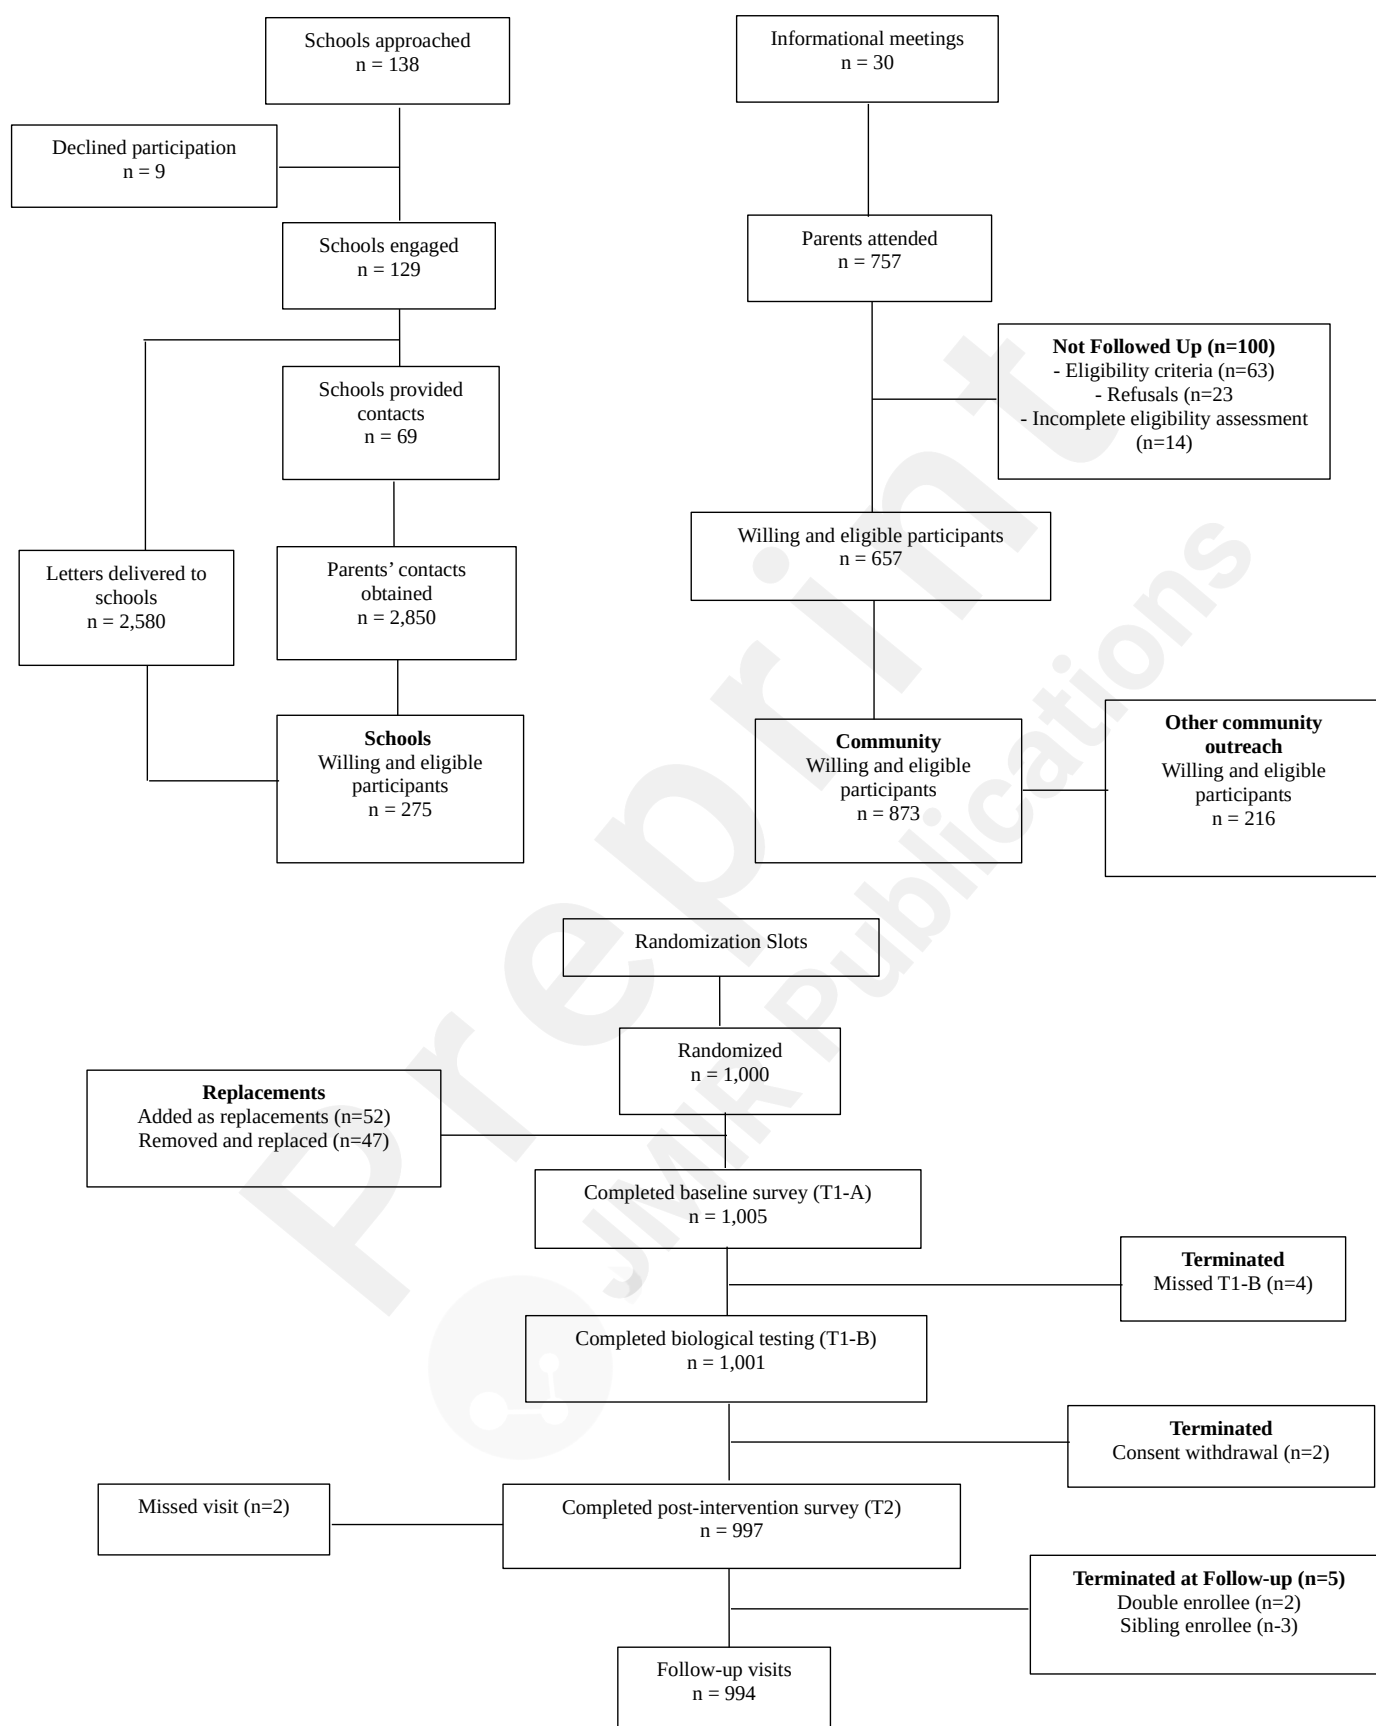 Schools approached
n = 138
Informational meetings
n = 30
Declined participation
n = 9
Schools engaged
n = 129
Parents attended
n = 757
Not Followed Up (n=100)
- Eligibility criteria (n=63)
- Refusals (n=23
- Incomplete eligibility assessment
(n=14)
Schools provided
contacts
n = 69
Willing and eligible participants
n = 657
Letters delivered to
schools
n = 2,580
Parents’ contacts
obtained
n = 2,850
Schools
Willing and eligible
participants
n = 275
Community
Willing and eligible
participants
n = 873
Other community
outreach
Willing and eligible
participants
n = 216
Randomization Slots
Randomized
n = 1,000
Replacements
Added as replacements (n=52)
Removed and replaced (n=47)
Completed baseline survey (T1-A)
n = 1,005
Terminated
Missed T1-B (n=4)
Completed biological testing (T1-B)
n = 1,001
Terminated
Consent withdrawal (n=2)
Missed visit (n=2)
Completed post-intervention survey (T2)
n = 997
Terminated at Follow-up (n=5)
Double enrollee (n=2)
Sibling enrollee (n-3)
Follow-up visits
n = 994
Preprint
JMIR Publications